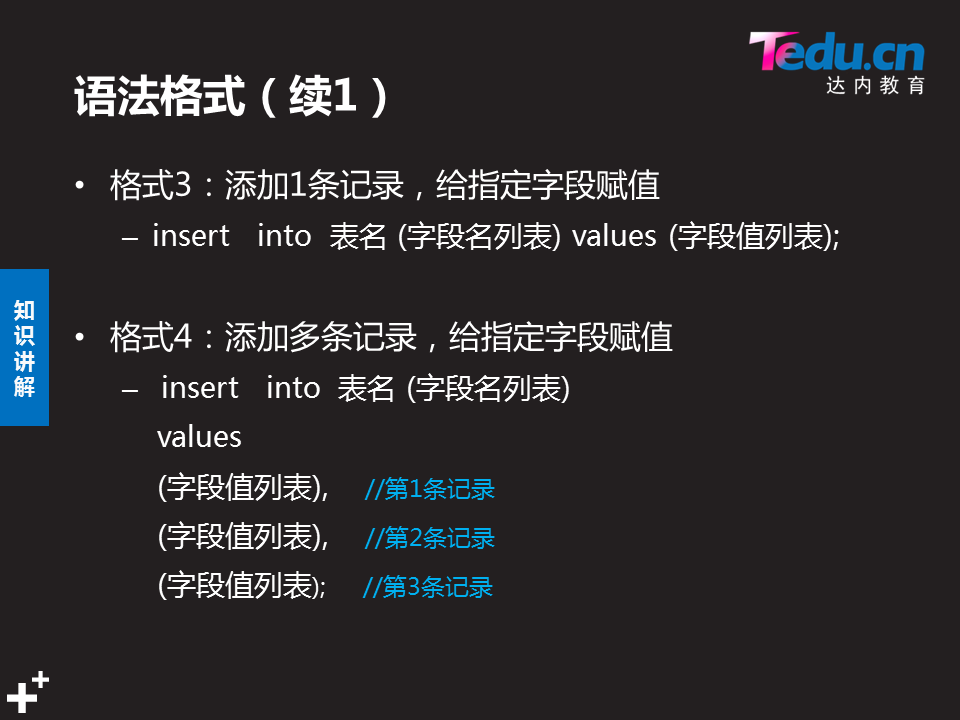 Tedu.cn
达内教育
语法格式（续1）
• 格式3：添加1条记录，给指定字段赋值
– insert into 表名 (字段名列表) values (字段值列表);
知识讲解
• 格式4：添加多条记录，给指定字段赋值
– insert into 表名 (字段名列表)
values
(字段值列表), //第1条记录
(字段值列表), //第2条记录
(字段值列表); //第3条记录